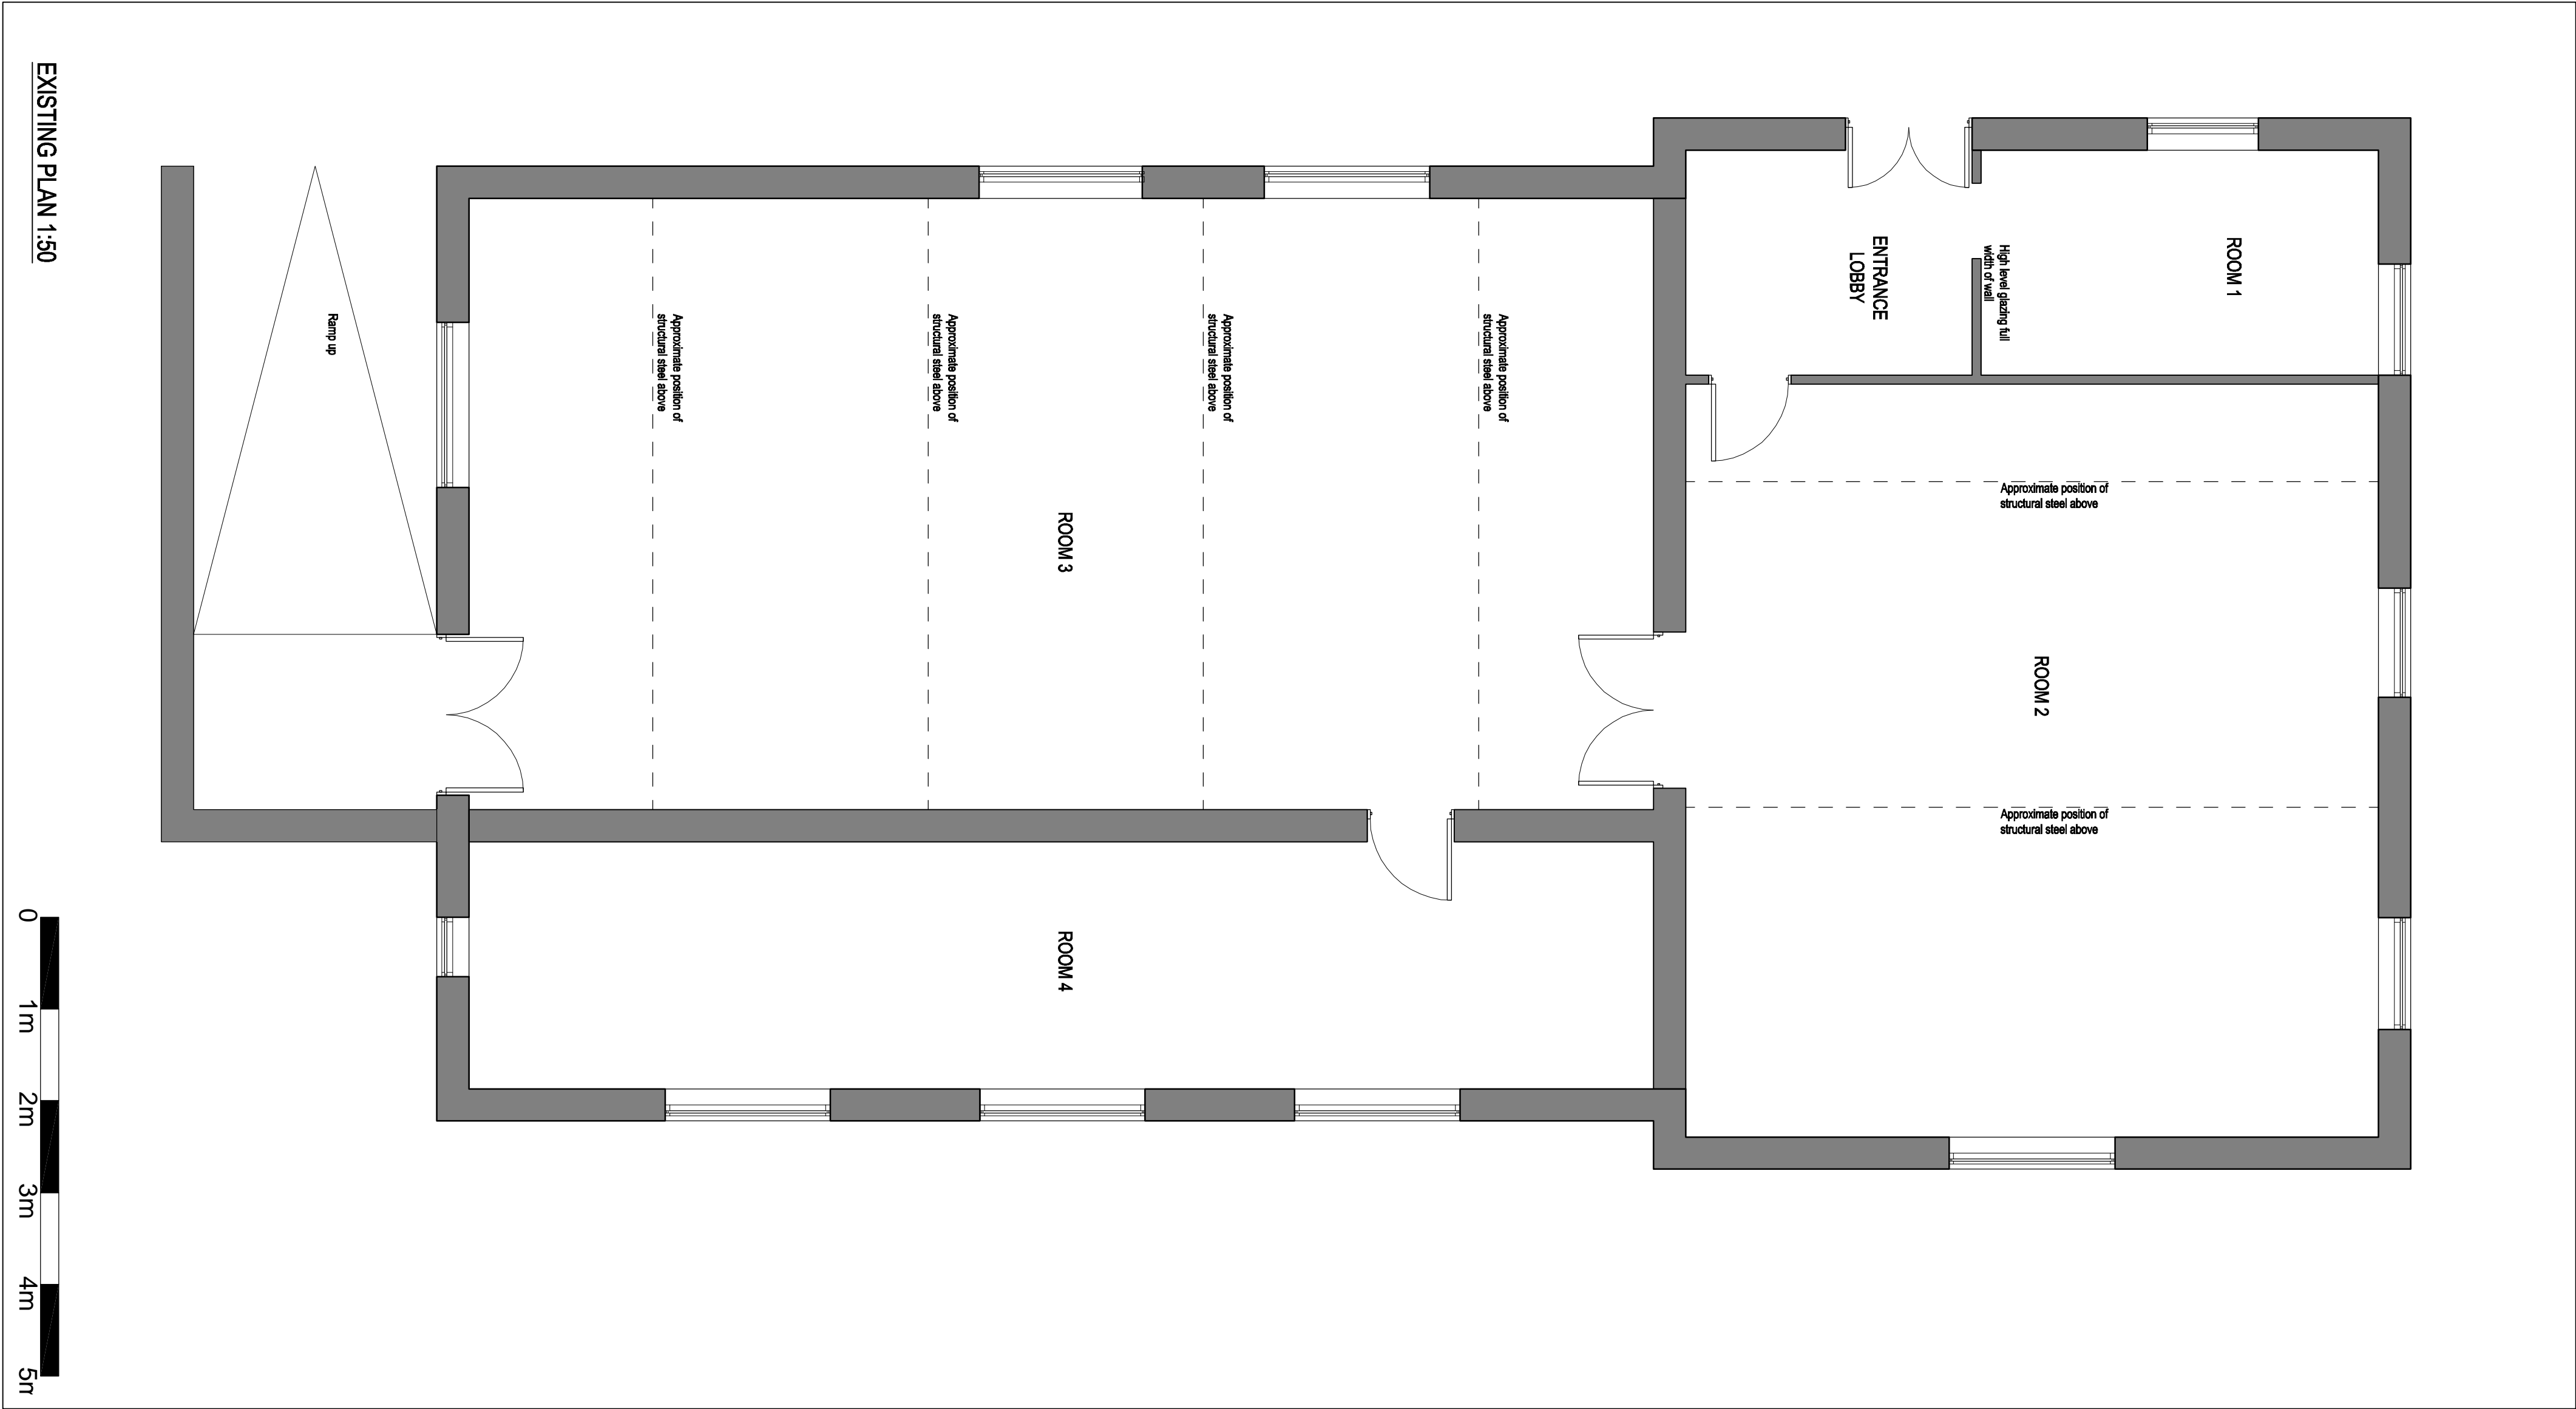 ROOM 1
High level glazing full
width of wall
ENTRANCE
LOBBY
Approximate position of
structural steel above
ROOM 2
Approximate position of
structural steel above
Approximate position of
structural steel above
Approximate position of
structural steel above
Approximate position of
structural steel above
Approximate position of
structural steel above
ROOM 3
ROOM 4
Ramp up
EXISTING PLAN 1:50
0 1m 2m 3m 4m 5m